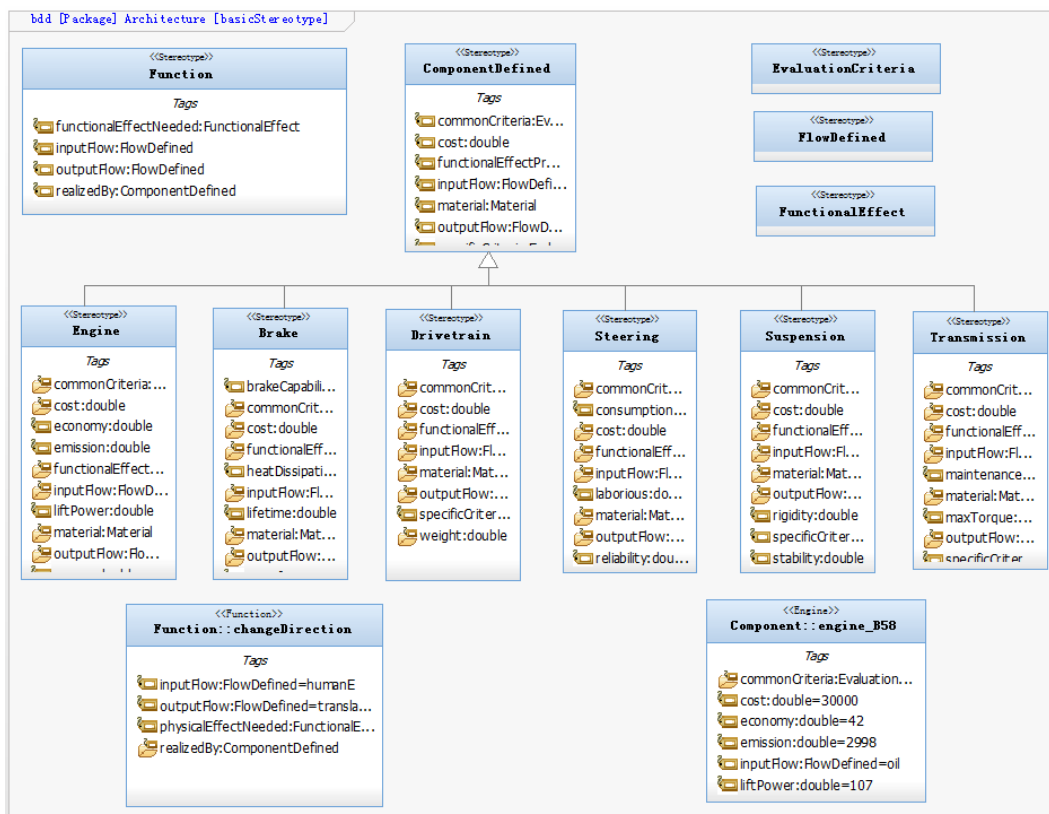 bdd [Package] Architecture [basicStereotype]
<<Stereotype>>
Function
Tags
functionalEffectNeeded:FunctionalEffect
inputFlow:FlowDefined
outputFlow:FlowDefined
realizedBy:ComponentDefined
<<Stereotype>>
ComponentDefined
Tags
commonCriteria:Ev...
cost:double
functionalEffectPr...
inputFlow:FlowDefi...
material:Material
outputFlow:FlowD...
<<Stereotype>>
EvaluationCriteria
<<Stereotype>>
FlowDefined
<<Stereotype>>
FunctionalEffect
<<Stereotype>>
Engine
Tags
commonCriteria:...
cost:double
economy:double
emission:double
functionalEffect...
inputFlow:FlowD...
liftPower:double
material:Material
outputFlow:Flo...
<<Stereotype>>
Brake
Tags
brakeCapabili...
commonCrit...
cost:double
functionalEff...
heatDissipati...
inputFlow:Fl...
lifetime:double
material:Mat...
outputFlow:...
<<Stereotype>>
Drivetrain
Tags
commonCrit...
cost:double
functionalEff...
inputFlow:Fl...
material:Mat...
outputFlow:...
specificCriter...
weight:double
<<Stereotype>>
Steering
Tags
commonCrit...
consumption...
cost:double
functionalEff...
inputFlow:Fl...
laborious:do...
material:Mat...
outputFlow:...
reliability:dou...
<<Stereotype>>
Suspension
Tags
commonCrit...
cost:double
functionalEff...
inputFlow:Fl...
material:Mat...
outputFlow:...
rigidity:double
specificCriter...
stability:double
<<Stereotype>>
Transmission
Tags
commonCrit...
cost:double
functionalEff...
inputFlow:Fl...
maintenance...
material:Mat...
maxTorque:...
outputFlow:...
specificCriter
<<Function>>
Function::changeDirection
Tags
inputFlow:FlowDefined=humanE
outputFlow:FlowDefined=transla...
physicalEffectNeeded:FunctionalE...
realizedBy:ComponentDefined
<<Engine>>
Component::engine_B58
Tags
commonCriteria:Evaluation...
cost:double=30000
economy:double=42
emission:double=2998
inputFlow:FlowDefined=oil
liftPower:double=107